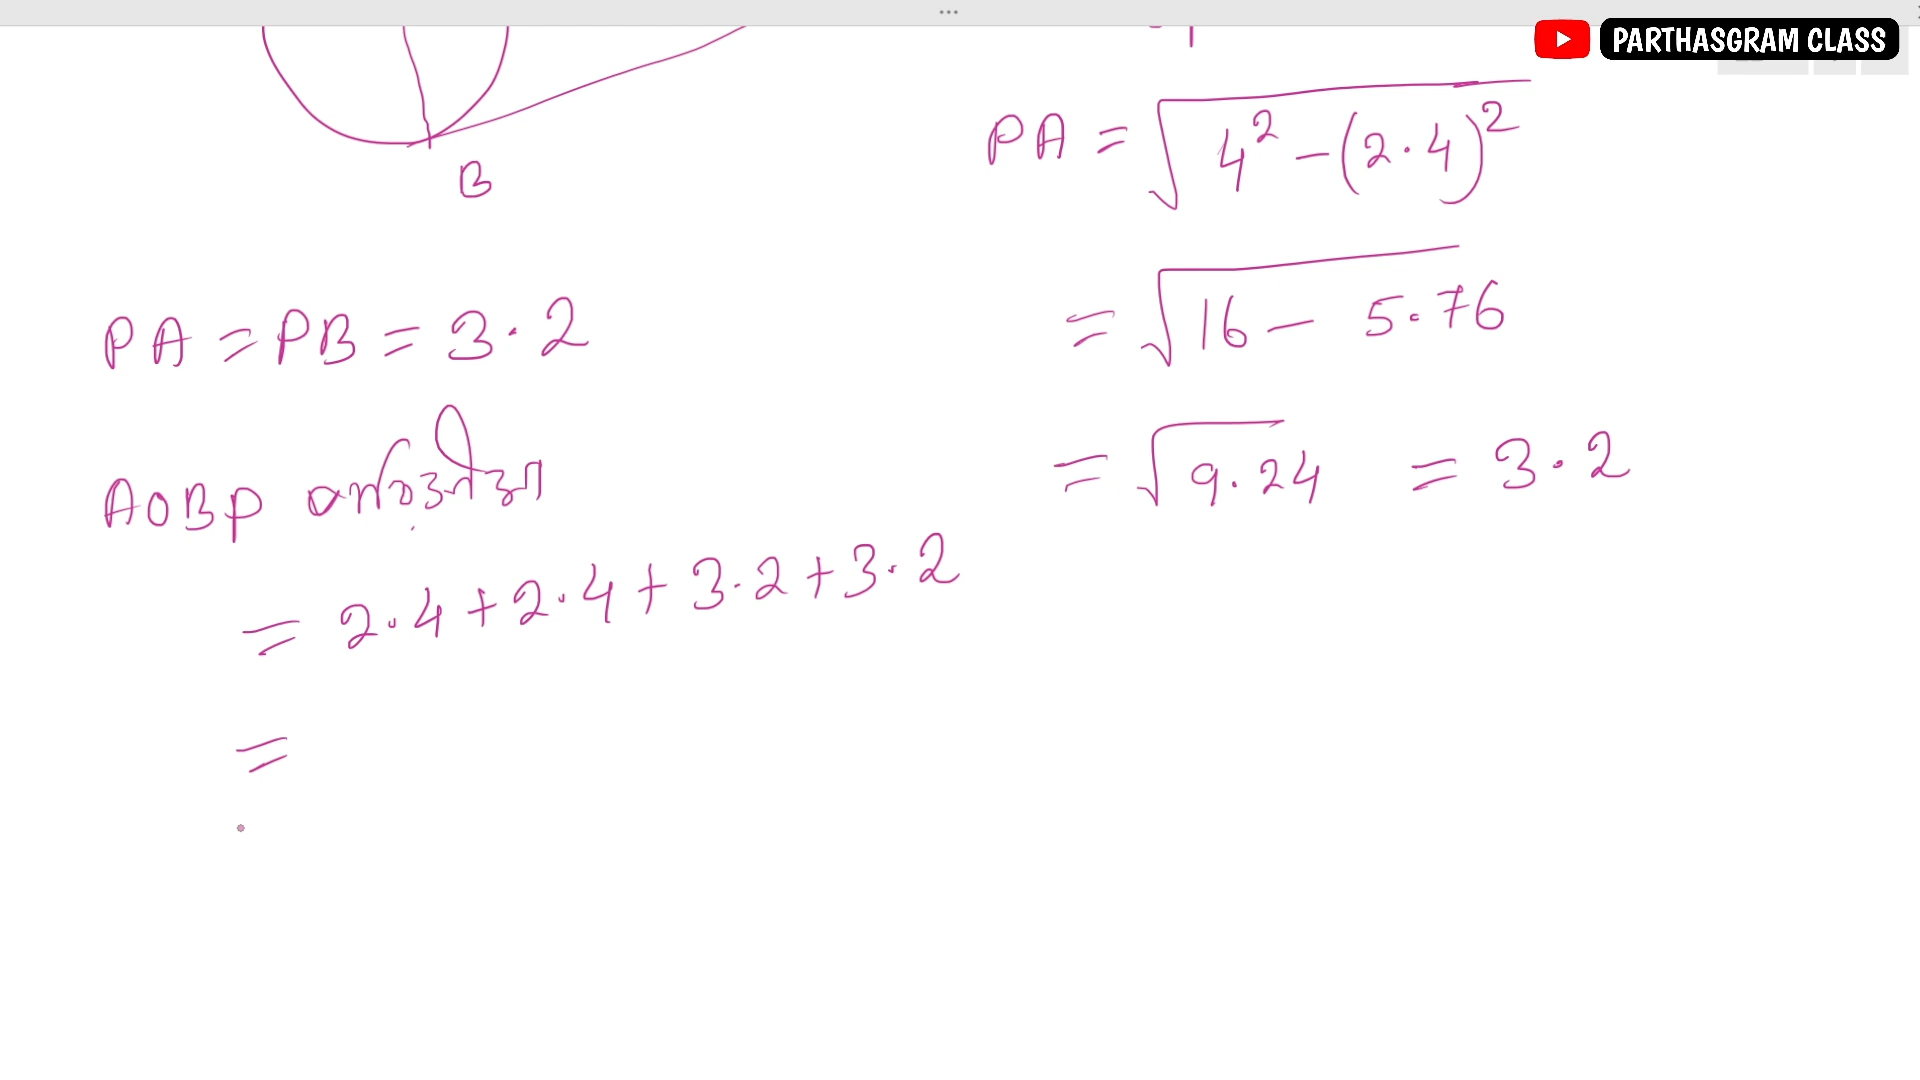 PARTHASGRAM CLASS
B
PA = √4² - (2.4)²
= √16 - 5.76
= √9.24 = 3.2
PA = PB = 3.2
AOBP
= 2.4 + 2.4 + 3.2 + 3.2
=